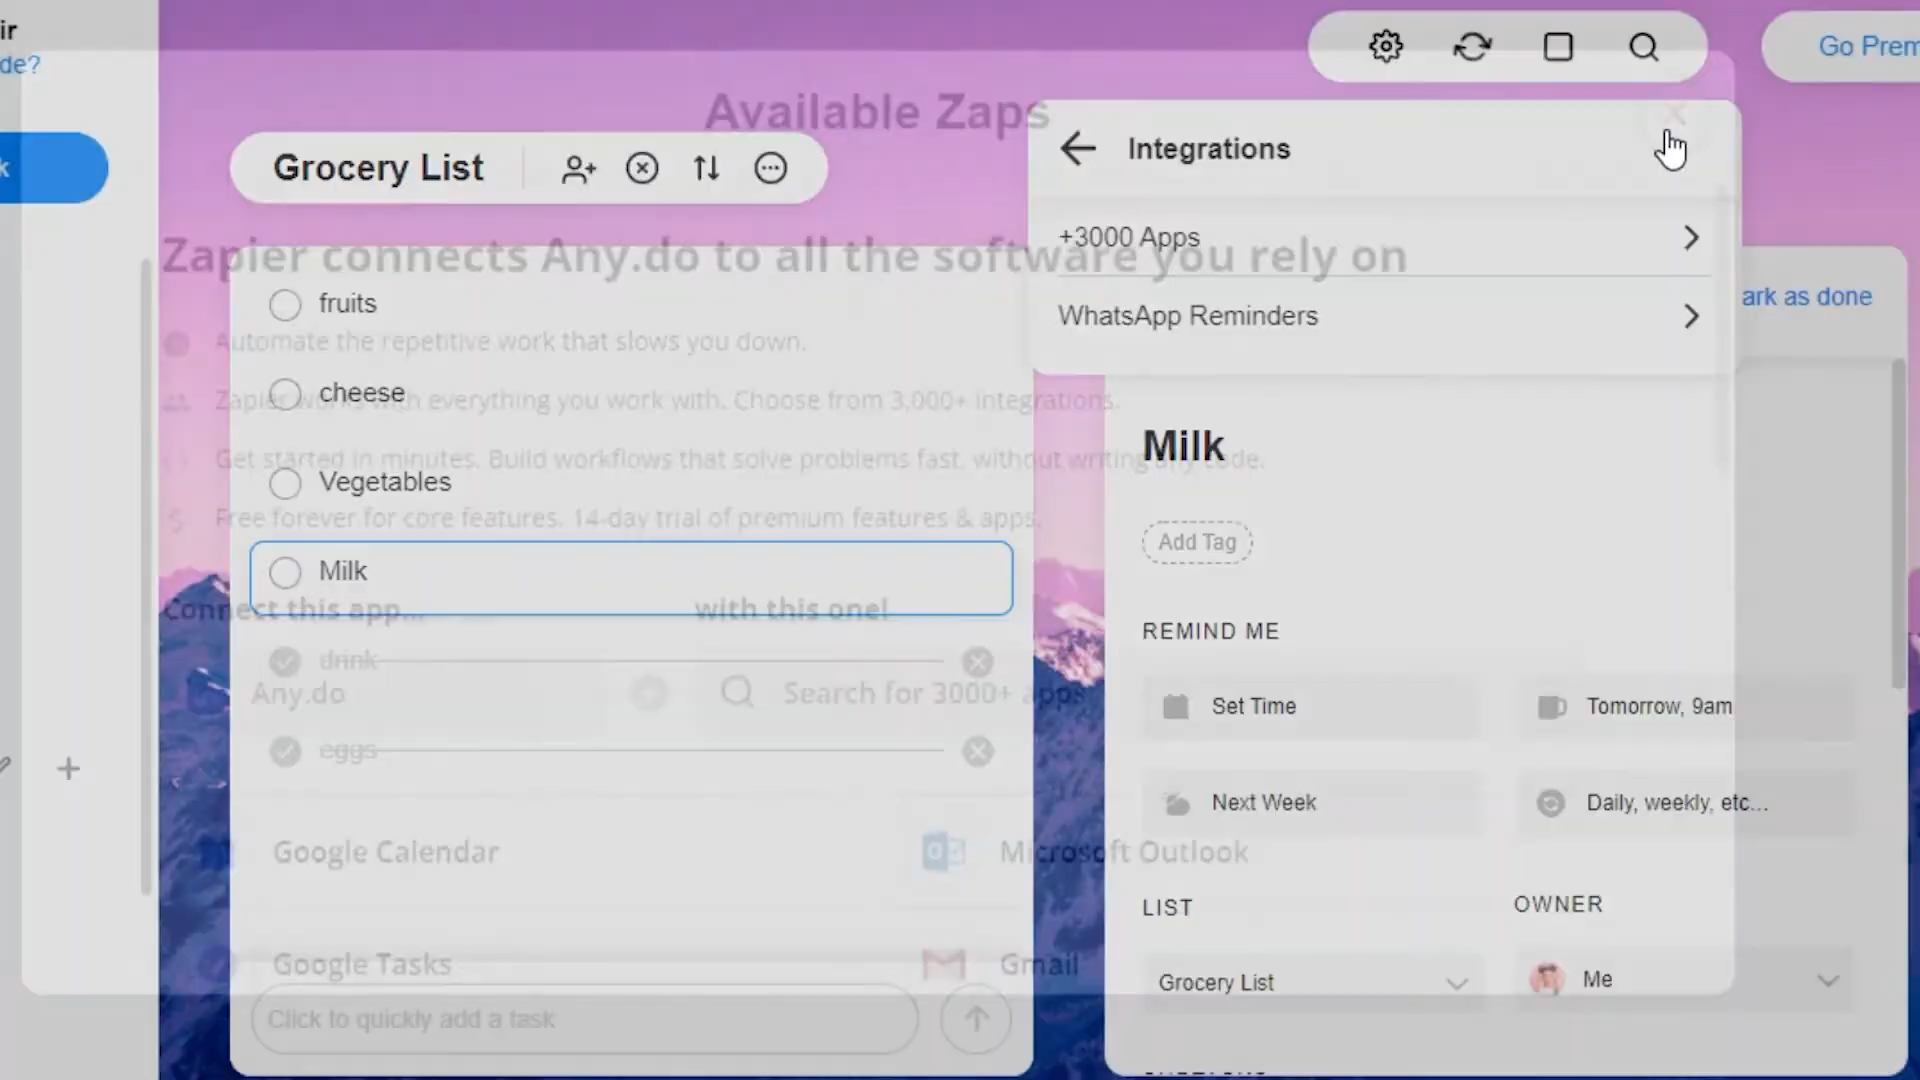 ir
de?
Go Prem
Available Zaps
Integrations
Grocery List
+3000 Apps
Zapier connects Any.do to all the software you rely on
ark as done
fruits
WhatsApp Reminders
Automate the repetitive work that slows you down.
cheese
Zapier works with everything you work with. Choose from 3,000+ integrations.
Milk
Get started in minutes. Build workflows that solve problems fast, without writing any code.
Vegetables
Free forever for core features. 14-day trial of premium features & apps.
Add Tag
Milk
Connect this app...
with this one!
REMIND ME
drink
Any.do
Search for 3000+ apps
Set Time
Tomorrow, 9am
eggs
Next Week
Daily, weekly, etc...
Google Calendar
Microsoft Outlook
LIST
OWNER
Google Tasks
Gmail
Grocery List
Me
Click to quickly add a task